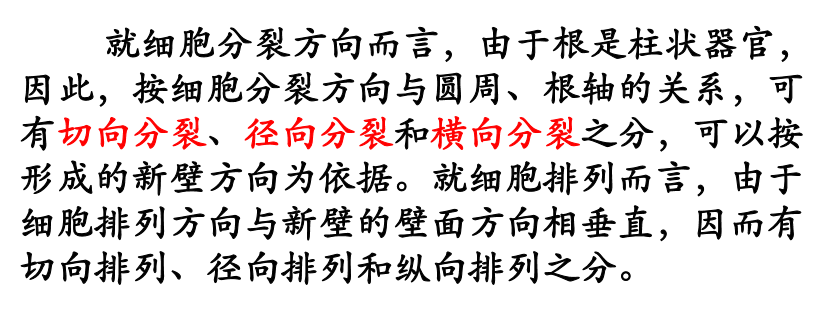 就细胞分裂方向而言，由于根是柱状器官，
因此，按细胞分裂方向与圆周、根轴的关系，可
有切向分裂、径向分裂和横向分裂之分，可以按
形成的新壁方向为依据。就细胞排列而言，由于
细胞排列方向与新壁的壁面方向相垂直，因而有
切向排列、径向排列和纵向排列之分。